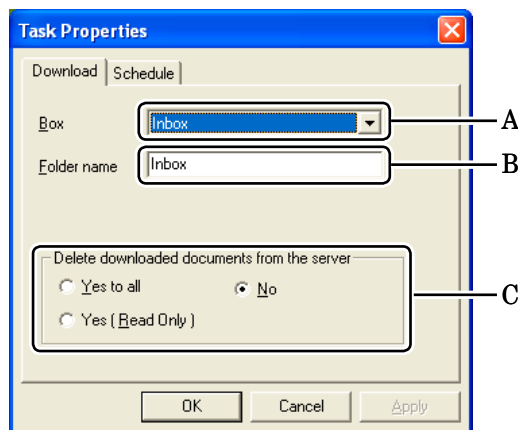 Task Properties
Download Schedule
Box Inbox A
Folder name Inbox B
Delete downloaded documents from the server
Yes to all No C
Yes ( Read Only )
OK Cancel Apply